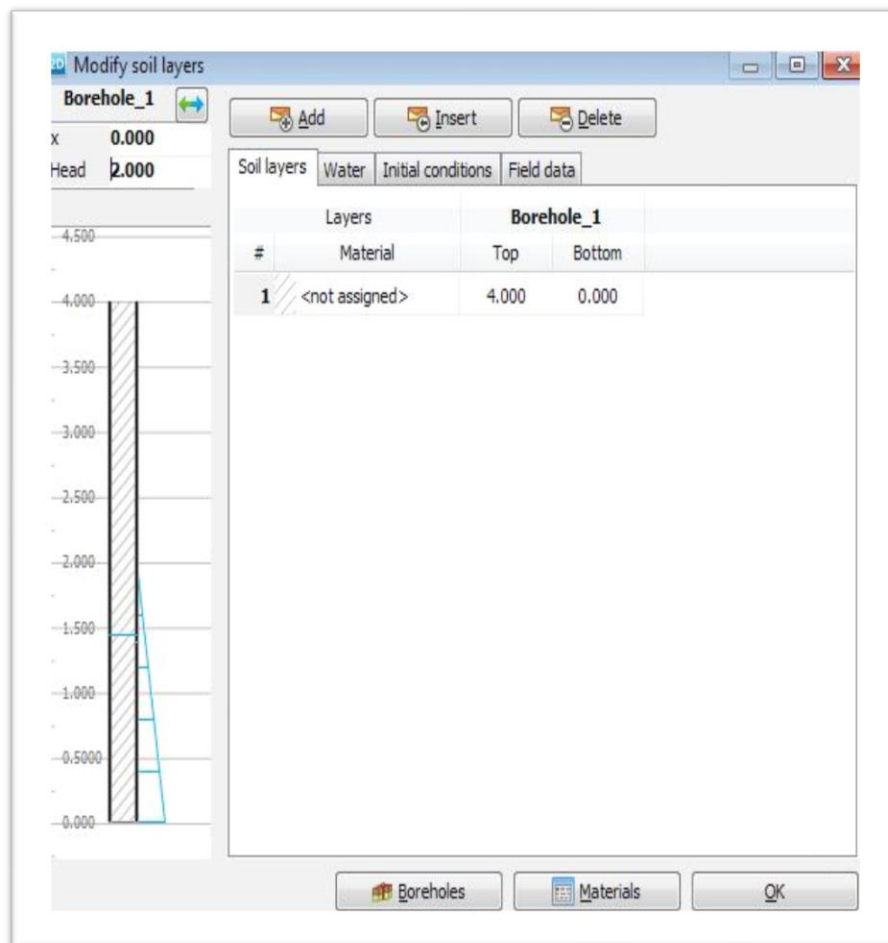 2D Modify soil layers
Borehole_1
x 0.000
Head 2.000
Add Insert Delete
Soil layers Water Initial conditions Field data
Layers Borehole_1
# Material Top Bottom
1 <not assigned> 4.000 0.000
4.500
4.000
3.500
3.000
2.500
2.000
1.500
1.000
0.5000
0.000
Boreholes Materials OK